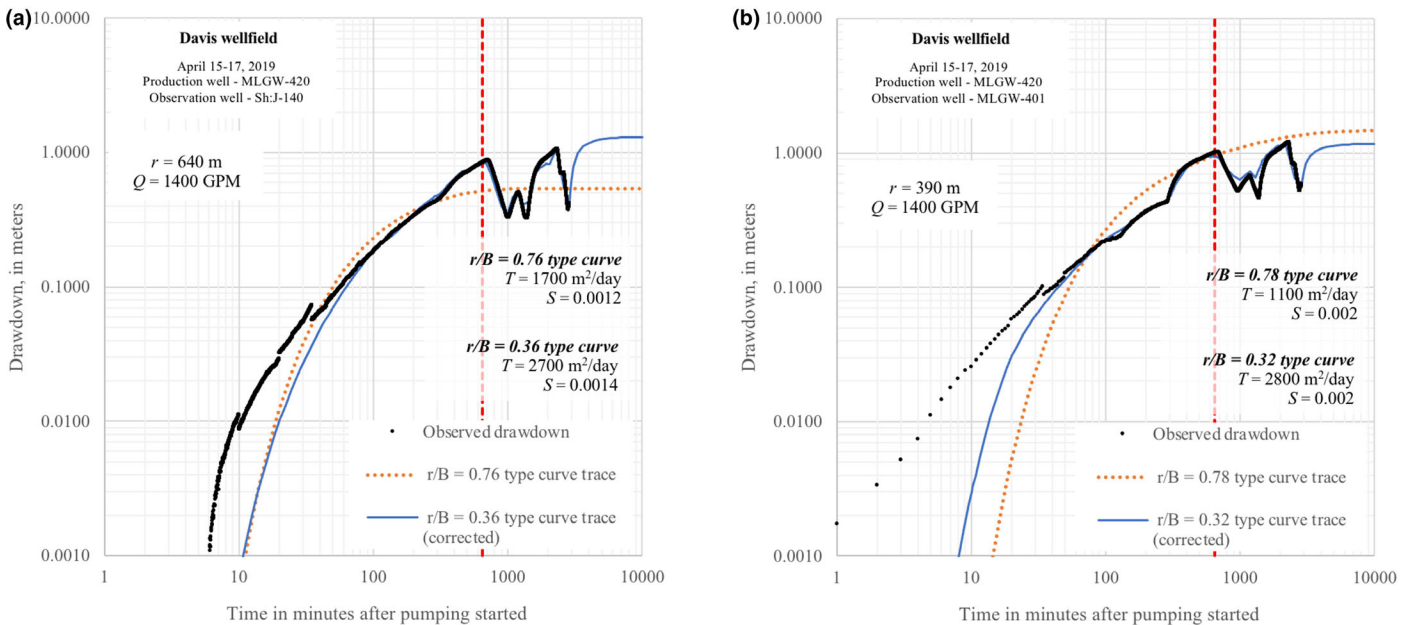 (a)
10.0000
1.0000
0.1000
0.0100
0.0010
Drawdown, in meters
Davis wellfield
April 15-17, 2019
Production well - MLGW-420
Observation well - Sh:J-140
r = 640 m
Q = 1400 GPM
r/B = 0.76 type curve
T = 1700 m²/day
S = 0.0012
r/B = 0.36 type curve
T = 2700 m²/day
S = 0.0014
Observed drawdown
r/B = 0.76 type curve trace
r/B = 0.36 type curve trace
(corrected)
1 10 100 1000 10000
Time in minutes after pumping started
(b)
10.0000
1.0000
0.1000
0.0100
0.0010
Drawdown, in meters
Davis wellfield
April 15-17, 2019
Production well - MLGW-420
Observation well - MLGW-401
r = 390 m
Q = 1400 GPM
r/B = 0.78 type curve
T = 1100 m²/day
S = 0.002
r/B = 0.32 type curve
T = 2800 m²/day
S = 0.002
Observed drawdown
r/B = 0.78 type curve trace
r/B = 0.32 type curve trace
(corrected)
1 10 100 1000 10000
Time in minutes after pumping started